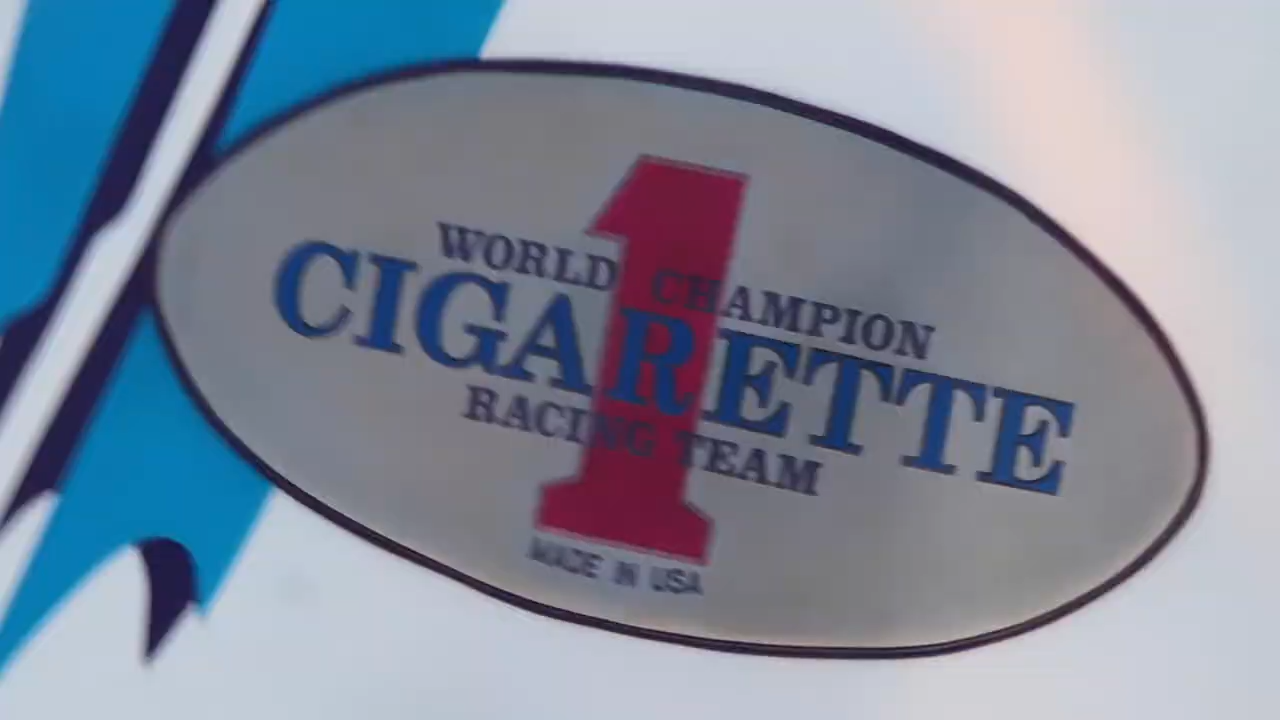 1
WORLD CHAMPION
CIGARETTE
RACING TEAM
MADE IN USA